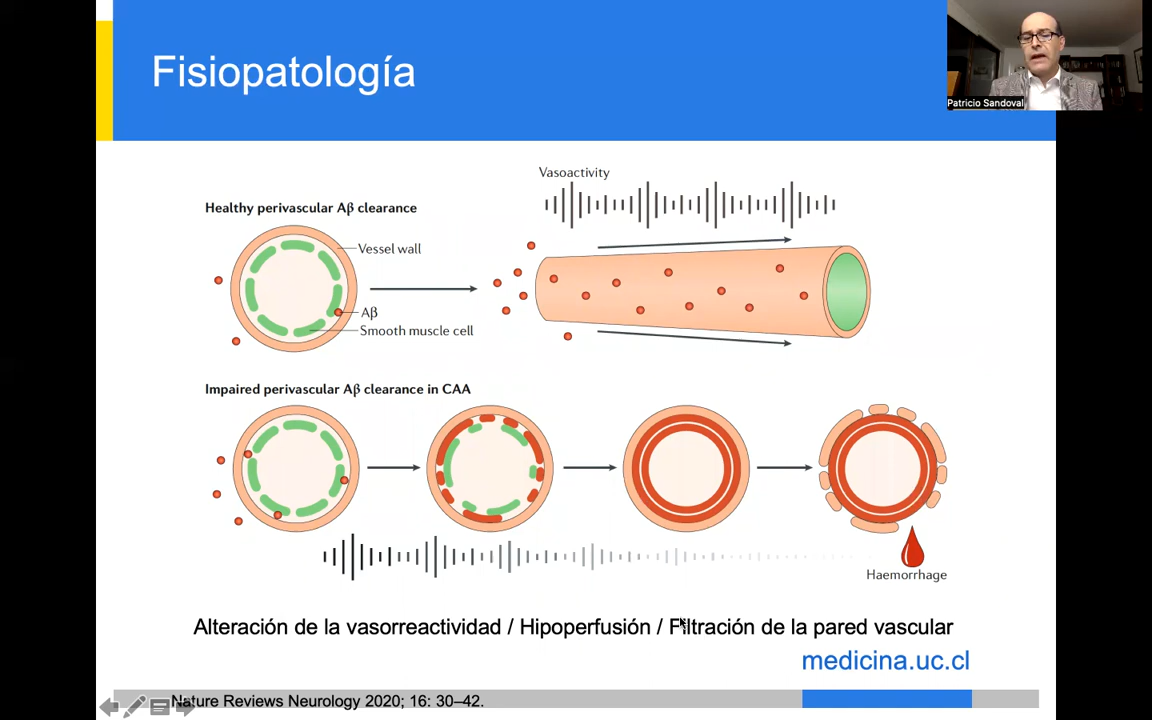 Fisiopatología
Patricio Sandoval
Vasoactivity
Healthy perivascular Aβ clearance
Vessel wall
Aβ
Smooth muscle cell
Impaired perivascular Aβ clearance in CAA
Haemorrhage
Alteración de la vasorreactividad / Hipoperfusión / Filtración de la pared vascular
medicina.uc.cl
Nature Reviews Neurology 2020; 16: 30–42.